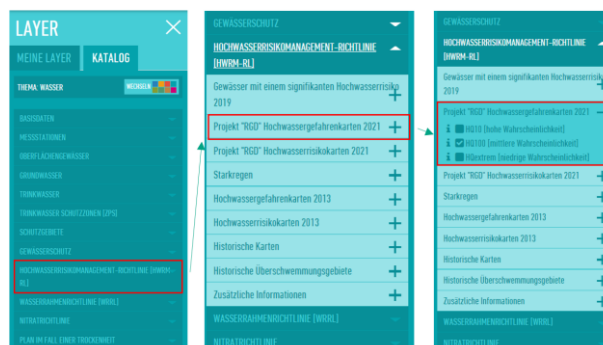 LAYER
MEINE LAYER
KATALOG
THEMA: WASSER
WECHSELN
BASISDATEN
MESSSTATIONEN
OBERFLÄCHENGEWÄSSER
GRUNDWASSER
TRINKWASSER
TRINKWASSER SCHUTZZONEN (ZPS)
SCHUTZGEBIETE
GEWÄSSERSCHUTZ
HOCHWASSERRISIKOMANAGEMENT-RICHTLINIE [HWRM-
RL]
WASSERRAHMENRICHTLINIE [WRRL]
NITRATRICHTLINIE
PLAN IM FALL EINER TROCKENHEIT
GEWÄSSERSCHUTZ
HOCHWASSERRISIKOMANAGEMENT-RICHTLINIE
[HWRM-RL]
Gewässer mit einem signifikanten Hochwasserrisiko
2019
Projekt "RGD" Hochwassergefahrenkarten 2021
Projekt "RGD" Hochwasserrisikokarten 2021
Starkregen
Hochwassergefahrenkarten 2013
Hochwasserrisikokarten 2013
Historische Karten
Historische Überschwemmungsgebiete
Zusätzliche Informationen
WASSERRAHMENRICHTLINIE [WRRL]
NITRATRICHTLINIE
GEWÄSSERSCHUTZ
HOCHWASSERRISIKOMANAGEMENT-RICHTLINIE
[HWRM-RL]
Gewässer mit einem signifikanten Hochwasserrisiko
2019
Projekt "RGD" Hochwassergefahrenkarten 2021
HQ10 [hohe Wahrscheinlichkeit]
HQ100 [mittlere Wahrscheinlichkeit]
HQextrem [niedrige Wahrscheinlichkeit]
Projekt "RGD" Hochwasserrisikokarten 2021
Starkregen
Hochwassergefahrenkarten 2013
Hochwasserrisikokarten 2013
Historische Karten
Historische Überschwemmungsgebiete
Zusätzliche Informationen
WASSERRAHMENRICHTLINIE [WRRL]
NITRATRICHTLINIE